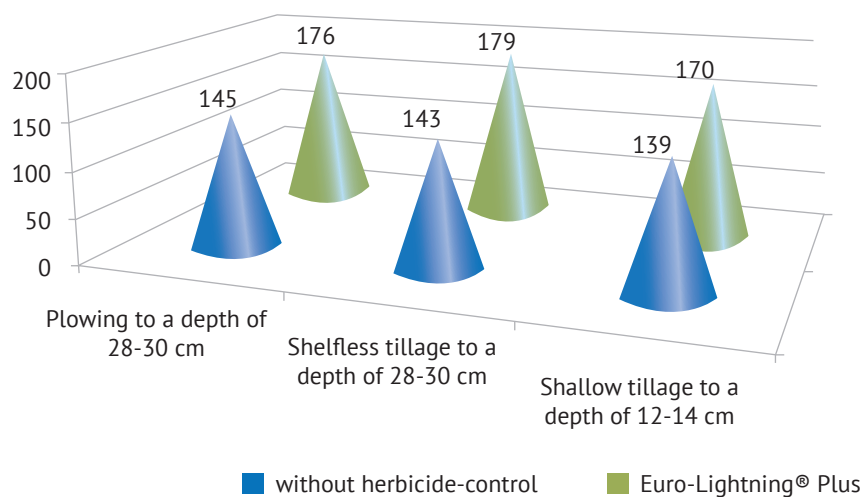 200
150
100
50
0
145
176
143
179
139
170
Plowing to a depth of
28-30 cm
Shelfless tillage to a
depth of 28-30 cm
Shallow tillage to a
depth of 12-14 cm
without herbicide-control
Euro-Lightning® Plus